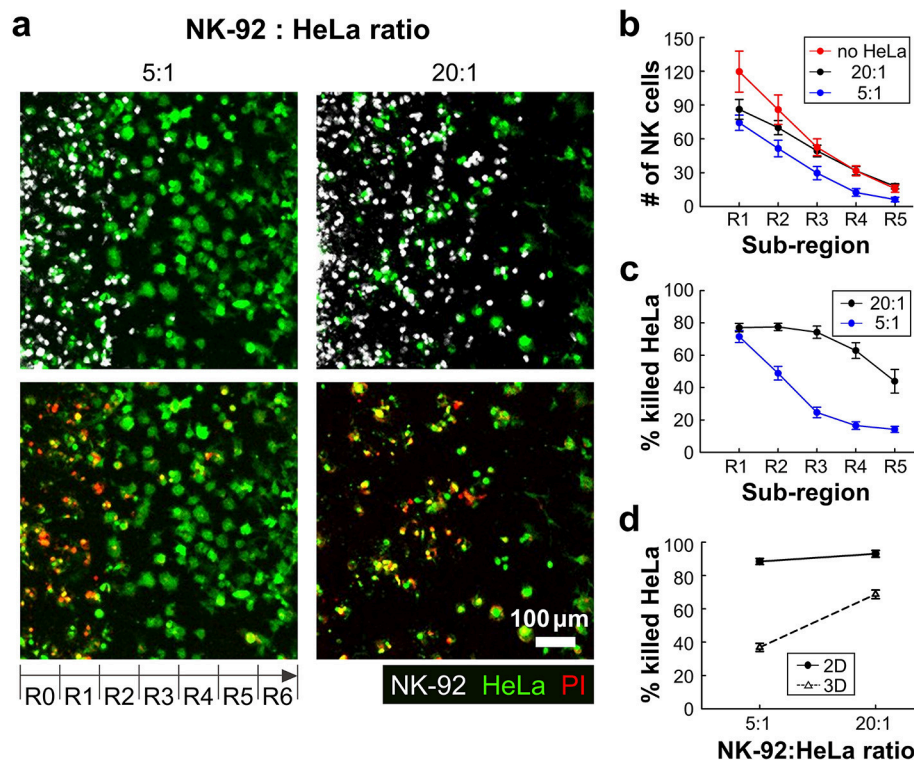 a
NK-92 : HeLa ratio
5:1
20:1
100 μm
R0 R1 R2 R3 R4 R5 R6
NK-92 HeLa PI
b
# of NK cells
150
120
90
60
30
0
no HeLa
20:1
5:1
R1 R2 R3 R4 R5
Sub-region
c
% killed HeLa
100
80
60
40
20
0
20:1
5:1
R1 R2 R3 R4 R5
Sub-region
d
% killed HeLa
100
80
60
40
20
0
2D
3D
5:1 20:1
NK-92:HeLa ratio